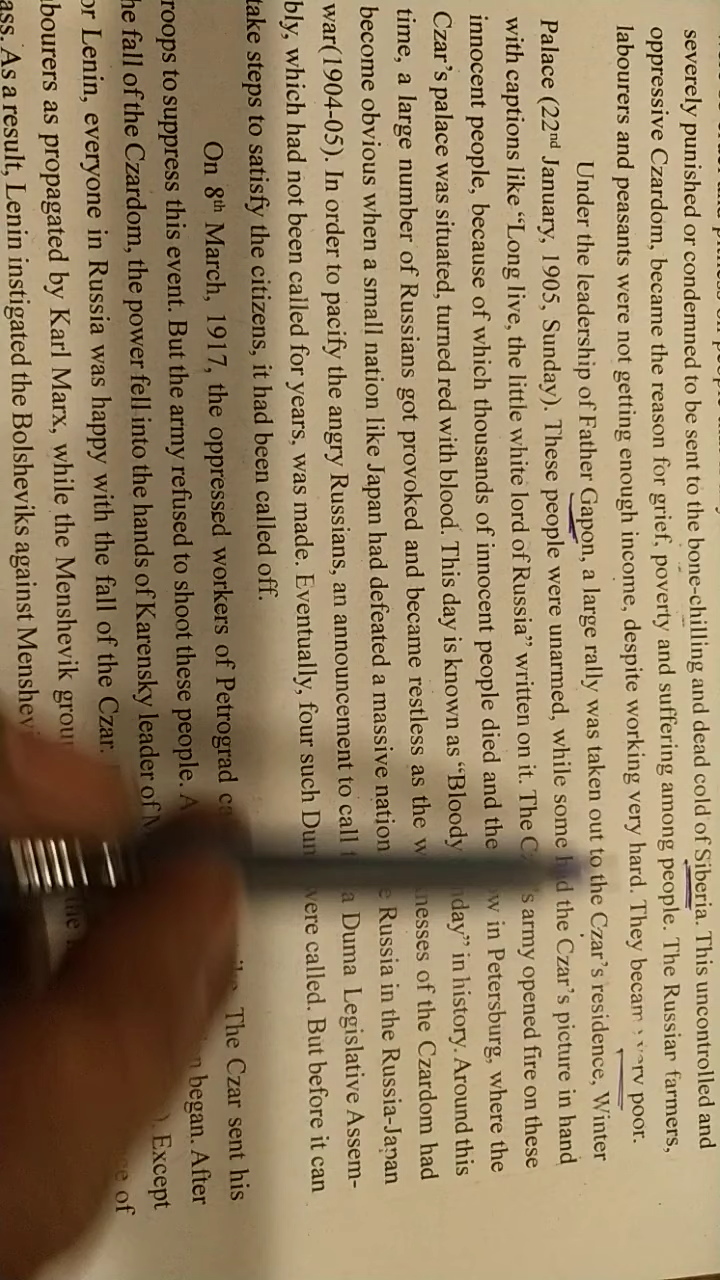 severely punished or condemned to be sent to the bone-chilling and dead cold of Siberia. This uncontrolled and
oppressive Czardom, became the reason for grief, poverty and suffering among people. The Russian farmers,
labourers and peasants were not getting enough income, despite working very hard. They became very poor.
Under the leadership of Father Gapon, a large rally was taken out to the Czar's residence, Winter
Palace (22nd January, 1905, Sunday). These people were unarmed, while some had the Czar's picture in hand
with captions like "Long live, the little white lord of Russia" written on it. The Czar's army opened fire on these
innocent people, because of which thousands of innocent people died and the in Petersburg, where the
Czar's palace was situated, turned red with blood. This day is known as "Bloody Sunday" in history. Around this
time, a large number of Russians got provoked and became restless as the weaknesses of the Czardom had
become obvious when a small nation like Japan had defeated a massive nation Russia in the Russia-Japan
war(1904-05). In order to pacify the angry Russians, an announcement to call a Duma Legislative Assem-
bly, which had not been called for years, was made. Eventually, four such were called. But before it can
take steps to satisfy the citizens, it had been called off.
On 8th March, 1917, the oppressed workers of Petrograd The Czar sent his
roops to suppress this event. But the army refused to shoot these people. began. After
he fall of the Czardom, the power fell into the hands of Karensky leader of Except
or Lenin, everyone in Russia was happy with the fall of the Czar. of
bourers as propagated by Karl Marx, while the Menshevik
ass. As a result, Lenin instigated the Bolsheviks against